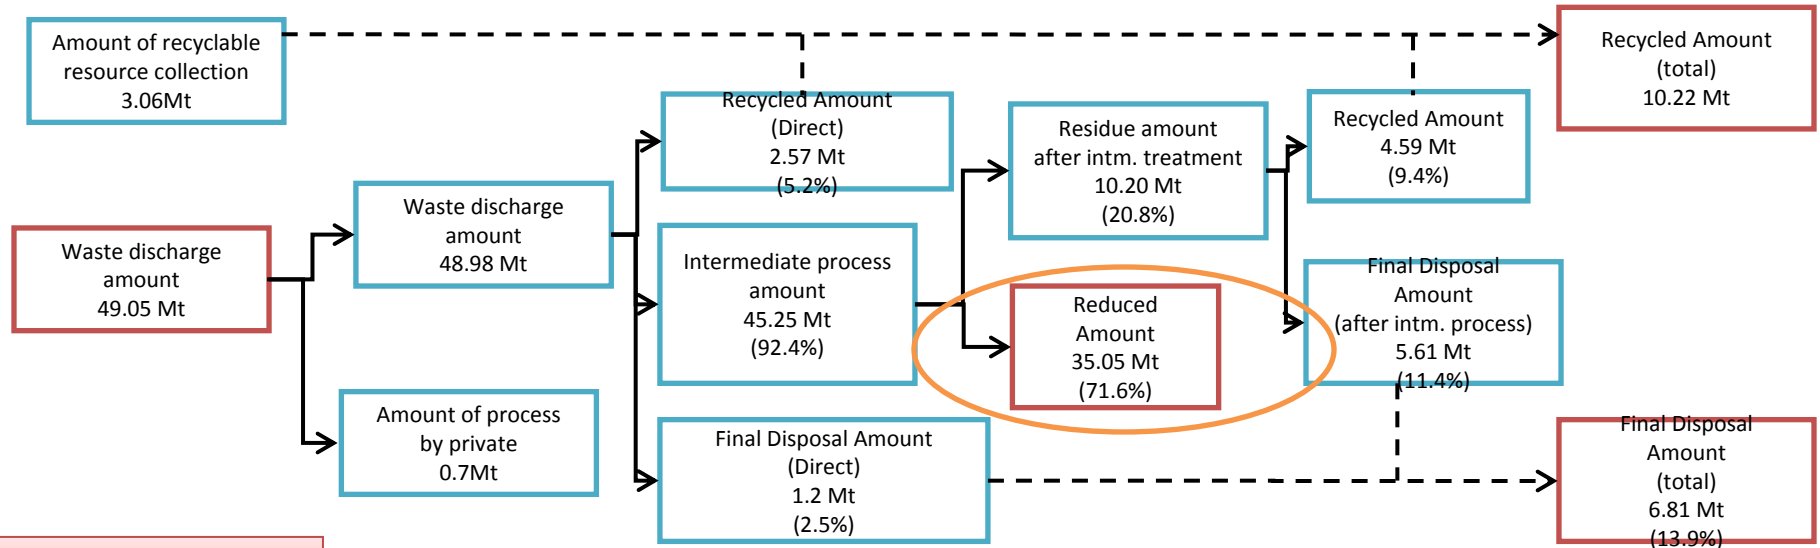 Amount of recyclable
resource collection
3.06Mt
Recycled Amount
(total)
10.22 Mt
Recycled Amount
(Direct)
2.57 Mt
(5.2%)
Residue amount
after intm. treatment
10.20 Mt
(20.8%)
Recycled Amount
4.59 Mt
(9.4%)
Waste discharge
amount
49.05 Mt
Waste discharge
amount
48.98 Mt
Intermediate process
amount
45.25 Mt
(92.4%)
Reduced
Amount
35.05 Mt
(71.6%)
Final Disposal
Amount
(after intm. process)
5.61 Mt
(11.4%)
Amount of process
by private
0.7Mt
Final Disposal Amount
(Direct)
1.2 Mt
(2.5%)
Final Disposal
Amount
(total)
6.81 Mt
(13.9%)